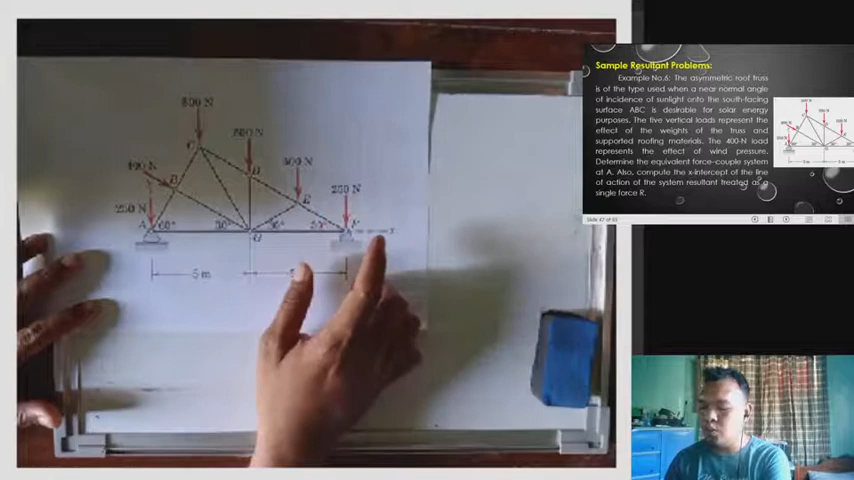 500 N
500 N
C
400 N
D
500 N
B
E
250 N
250 N
A
60°
30°
30°
30°
F
G
x
5 m
5
Sample Resultant Problems:
Example No.6: The asymmetric roof truss
is of the type used when a near normal angle
of incidence of sunlight onto the south-facing
surface ABC is desirable for solar energy
purposes. The five vertical loads represent the
effect of the weights of the truss and
supported roofing materials. The 400-N load
represents the effect of wind pressure.
Determine the equivalent force-couple system
at A. Also, compute the x-intercept of the line
of action of the system resultant treated as a
single force R.